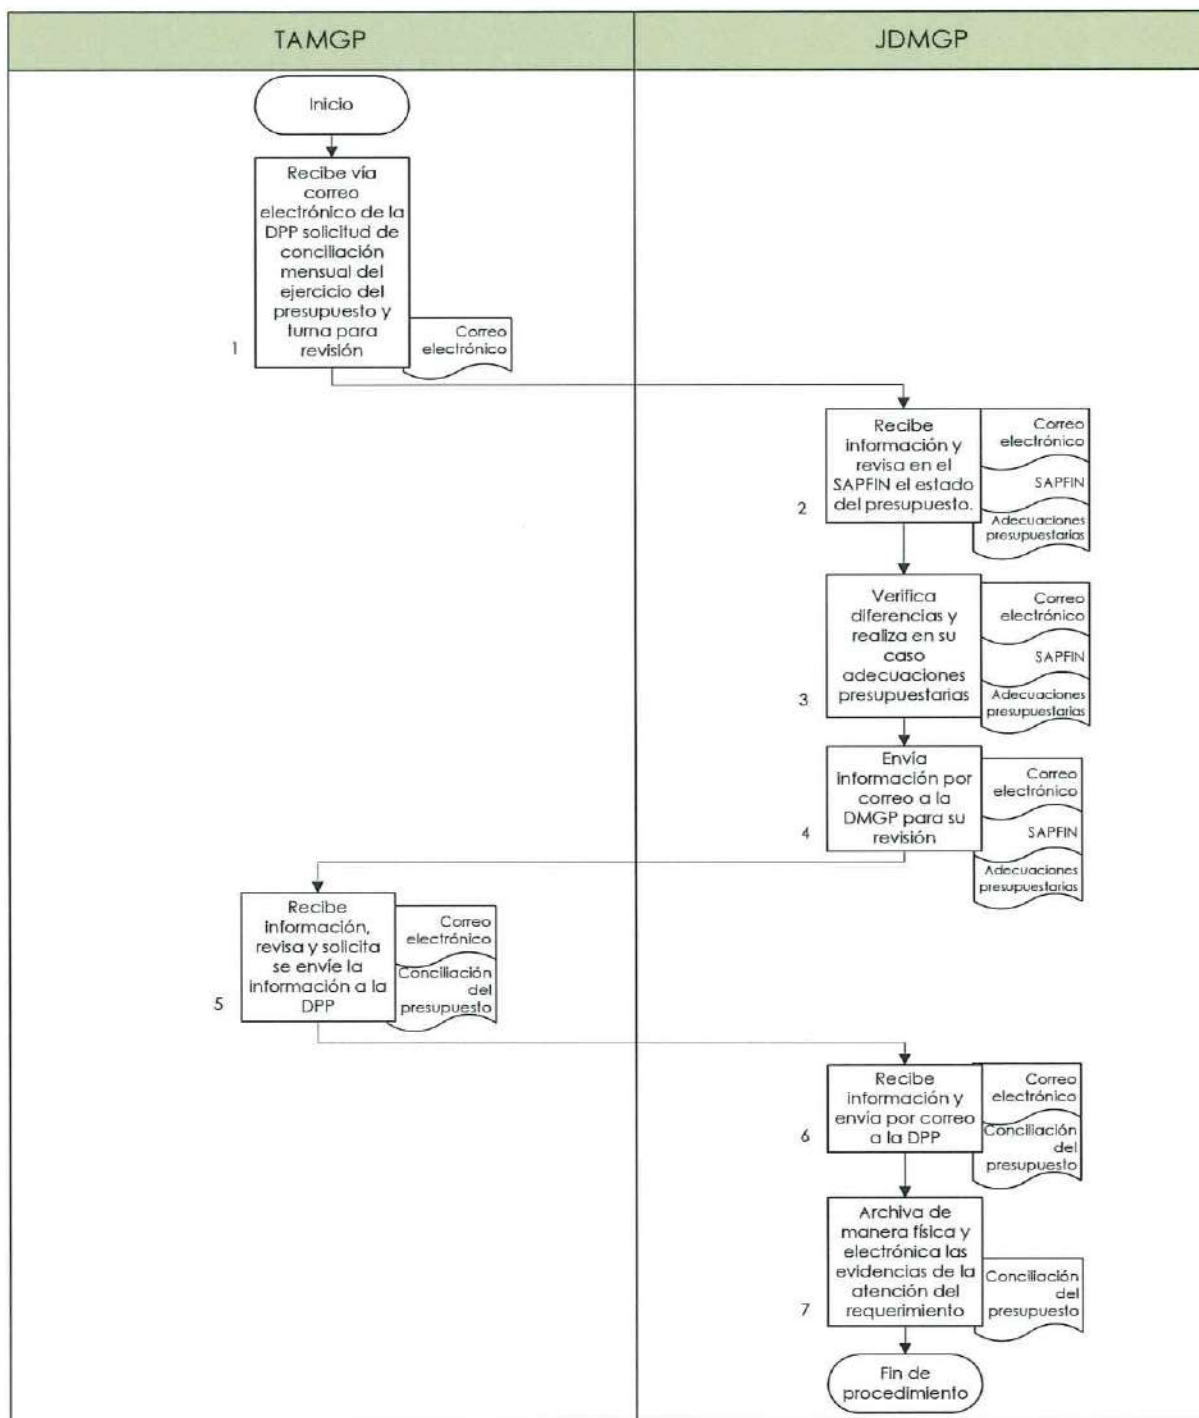 TAMGP
JDMGP
Inicio
Recibe vía
correo
electrónico de la
DPP solicitud de
conciliación
mensual del
ejercicio del
presupuesto y
turna para
revisión
1
Correo
electrónico
Recibe
información y
revisa en el
SAPFIN el estado
del presupuesto.
2
Correo
electrónico
SAPFIN
Adecuaciones
presupuestarias
Verifica
diferencias y
realiza en su
caso
adecuaciones
presupuestarias
3
Correo
electrónico
SAPFIN
Adecuaciones
presupuestarias
Envía
información por
correo a la
DMGP para su
revisión
4
Correo
electrónico
SAPFIN
Adecuaciones
presupuestarias
Recibe
información,
revisa y solicita
se envíe la
información a la
DPP
5
Correo
electrónico
Conciliación
del
presupuesto
Recibe
información y
envía por correo
a la DPP
6
Correo
electrónico
Conciliación
del
presupuesto
Archiva de
manera física y
electrónica las
evidencias de la
atención del
requerimiento
7
Conciliación
del
presupuesto
Fin de
procedimiento